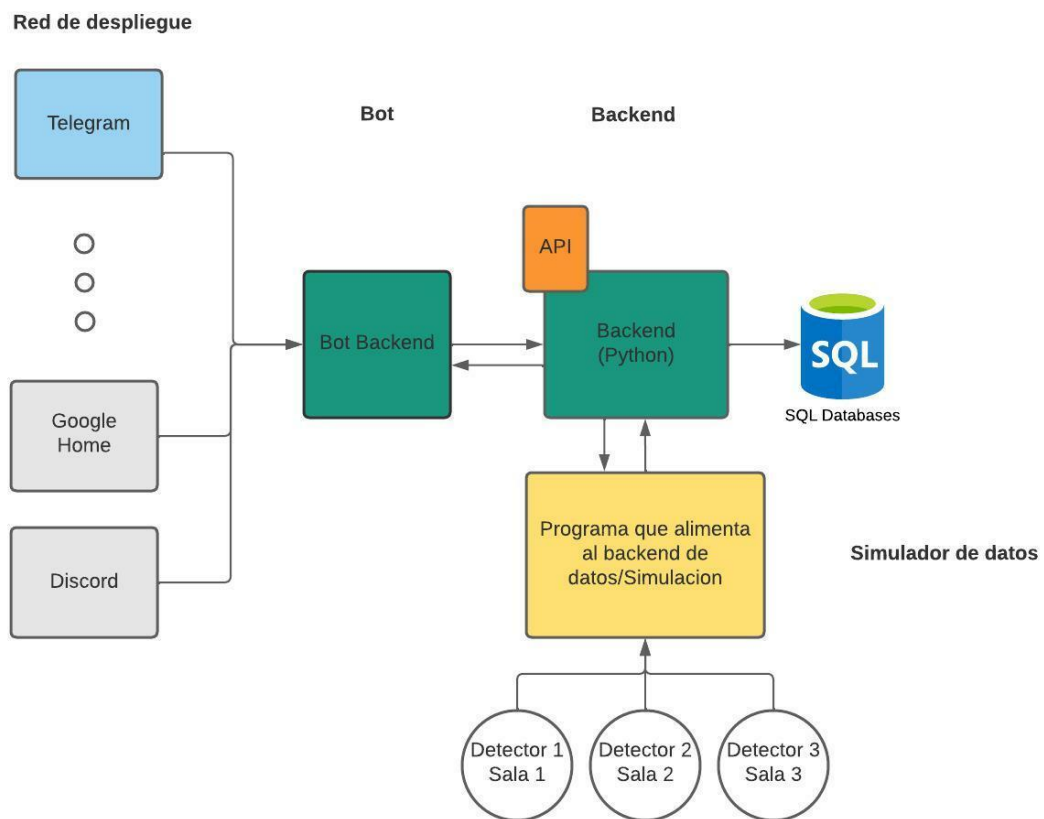 Red de despliegue
Telegram
Bot
Backend
API
Bot Backend
Backend
(Python)
SQL
SQL Databases
Google
Home
Discord
Programa que alimenta
al backend de
datos/Simulacion
Simulador de datos
Detector 1
Sala 1
Detector 2
Sala 2
Detector 3
Sala 3